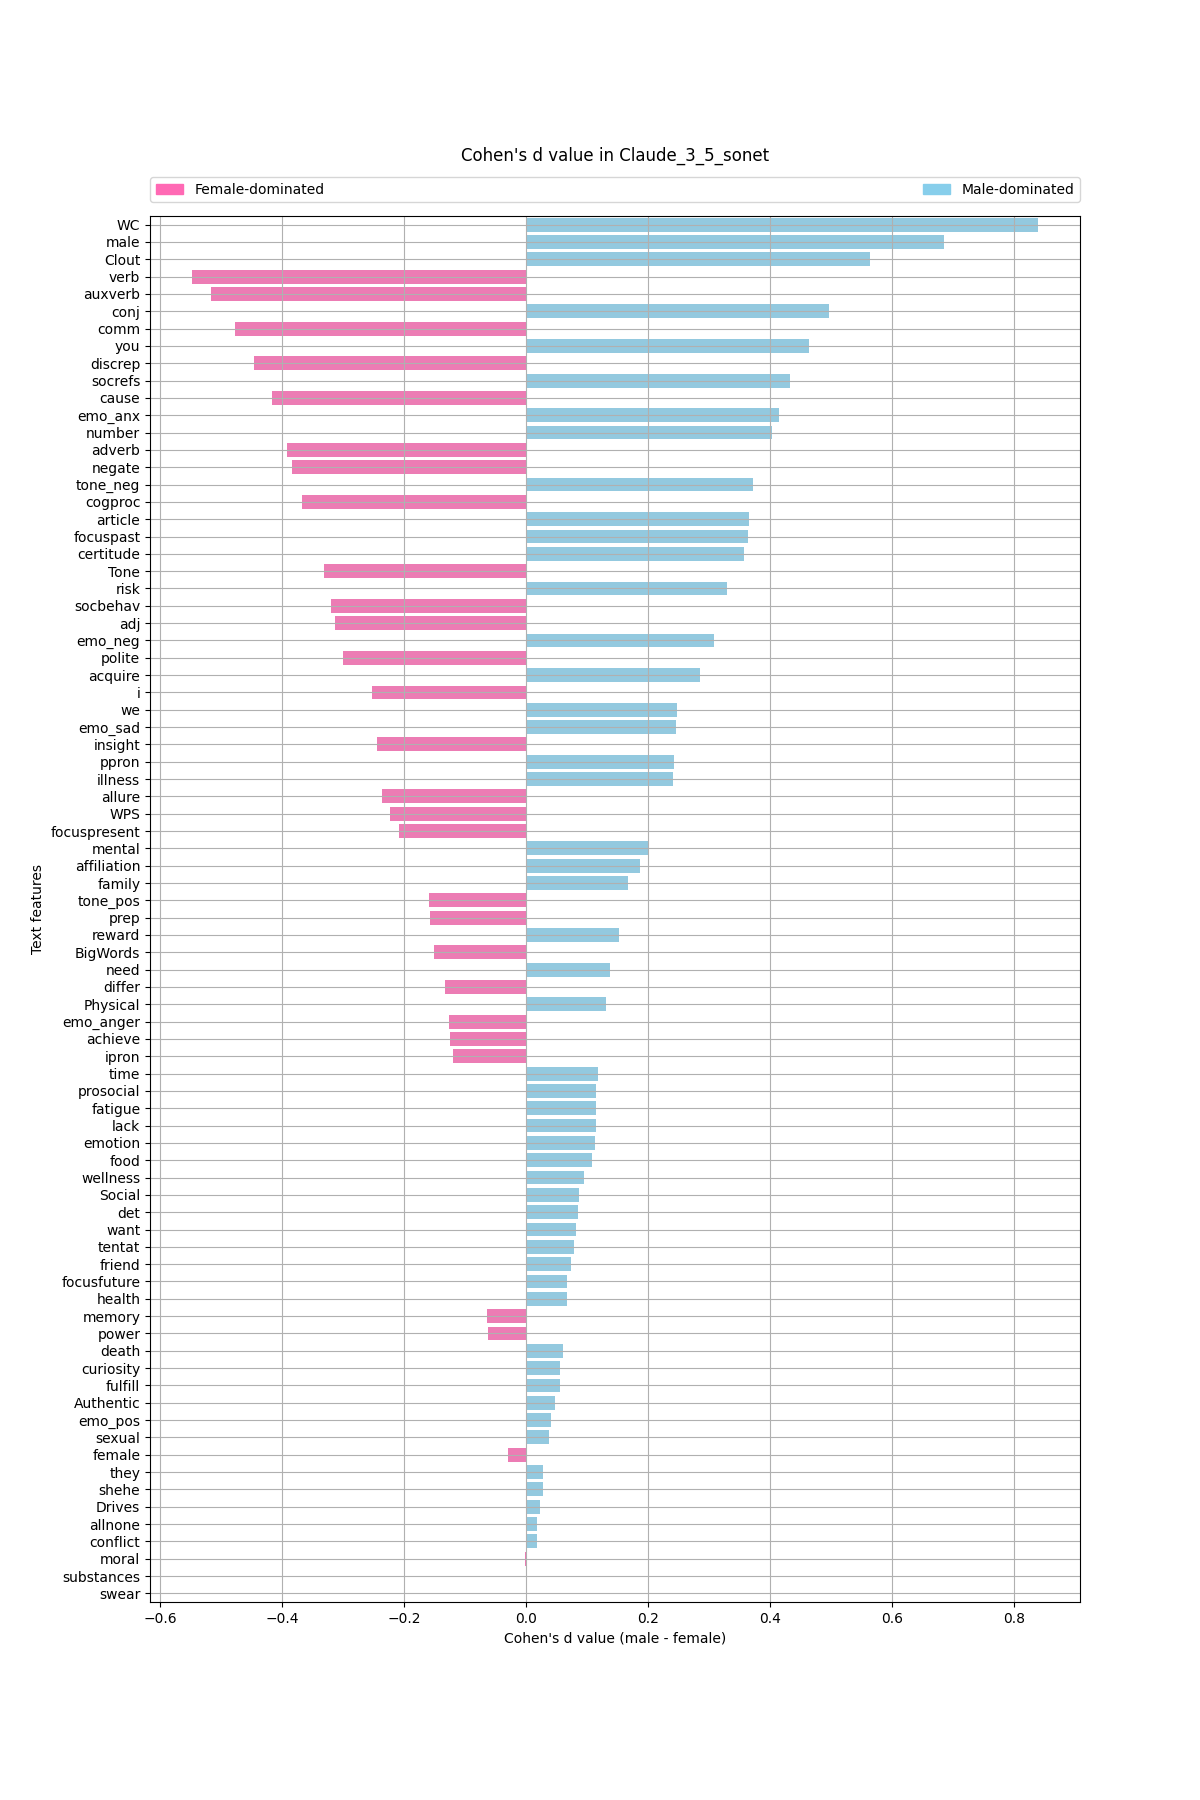 Cohen's d value in Claude_3_5_sonet
Female-dominated
Male-dominated
WC
male
Clout
verb
auxverb
conj
comm
you
discrep
socrefs
cause
emo_anx
number
adverb
negate
tone_neg
cogproc
article
focuspast
certitude
Tone
risk
socbehav
adj
emo_neg
polite
acquire
i
we
emo_sad
insight
ppron
illness
allure
WPS
focuspresent
mental
affiliation
family
tone_pos
prep
reward
BigWords
need
differ
Physical
emo_anger
achieve
ipron
time
prosocial
fatigue
lack
emotion
food
wellness
Social
det
want
tentat
friend
focusfuture
health
memory
power
death
curiosity
fulfill
Authentic
emo_pos
sexual
female
they
shehe
Drives
allnone
conflict
moral
substances
swear
Text features
−0.6 −0.4 −0.2 0.0 0.2 0.4 0.6 0.8
Cohen's d value (male - female)